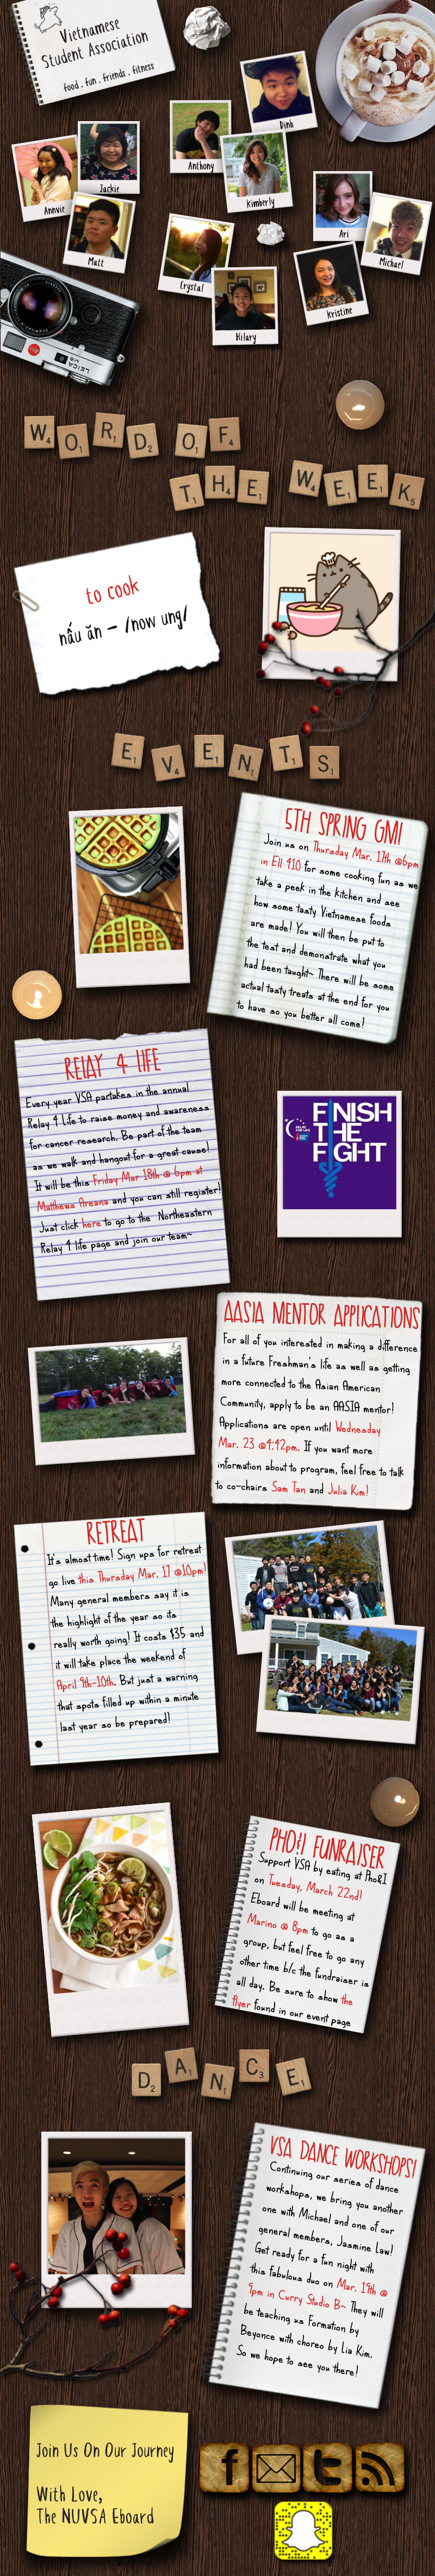 Vietnamese
Student Association
food . fun . friends . fitness
Dinh
Anthony
Jackie
Kimberly
Annvie
Ari
Matt
Michael
Crystal
Kristine
Hilary
LEICA
WORD OF
THE WEEK
to cook
nấu ăn - /now ung/
EVENTS
5TH SPRING GM!
Join us on Thursday Mar. 17th @6pm
in Ell 410 for some cooking fun as we
take a peek in the kitchen and see
how some tasty Vietnamese foods
are made! You will then be put to
the test and demonstrate what you
had been taught~ There will be some
actual tasty treats at the end for you
to have so you better all come!
RELAY 4 LIFE
Every year VSA partakes in the annual
Relay 4 Life to raise money and awareness
for cancer research. Be part of the team
as we walk and hangout for a great cause!
It will be this Friday Mar 18th @ 6pm at
Matthews Areana and you can still register!
Just click here to go to the Northeastern
Relay 4 life page and join our team~
RELAY
FOR LIFE
FINISH
THE
FIGHT
AASIA MENTOR APPLICATIONS
For all of you interested in making a difference
in a future Freshman's life as well as getting
more connected to the Asian American
Community, apply to be an AASIA mentor!
Applications are open until Wednesday
Mar. 23 @4:42pm. If you want more
information about to program, feel free to talk
to co-chairs Sam Tan and Julia Kim!
RETREAT
It's almost time! Sign ups for retreat
go live this Thursday Mar. 17 @10pm!
Many general members say it is
the highlight of the year so its
really worth going! It costs $35 and
it will take place the weekend of
April 9th-10th. But just a warning
that spots filled up within a minute
last year so be prepared!
PHO&I FUNRAISER
Support VSA by eating at Pho&I
on Tuesday, March 22nd!
Eboard will be meeting at
Marino @ 8pm to go as a
group, but feel free to go any
other time b/c the fundraiser is
all day. Be sure to show the
flyer found in our event page
DANCE
VSA DANCE WORKSHOPS!
Continuing our series of dance
workshops, we bring you another
one with Michael and one of our
general members, Jasmine Law!
Get ready for a fun night with
this fabulous duo on Mar. 19th @
9pm in Curry Studio B~ They will
be teaching us Formation by
Beyonce with choreo by Lia Kim.
So we hope to see you there!
Join Us On Our Journey
With Love,
The NUVSA Eboard